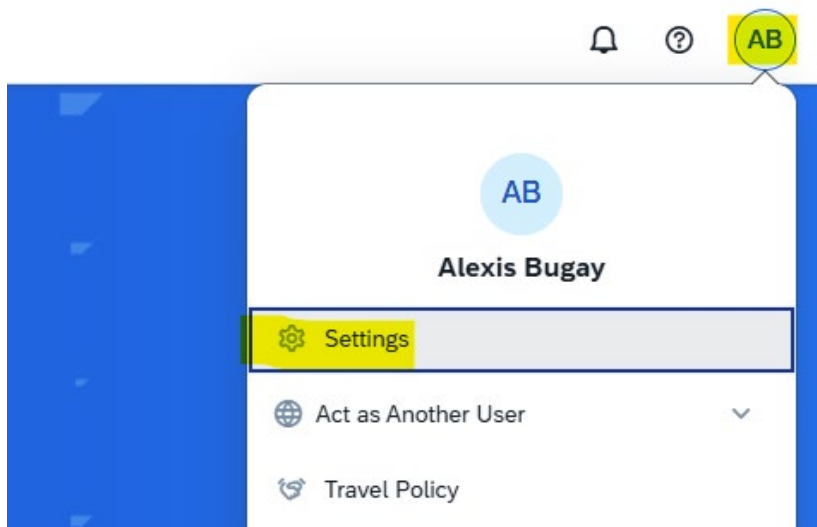 AB
AB
Alexis Bugay
Settings
Act as Another User
Travel Policy